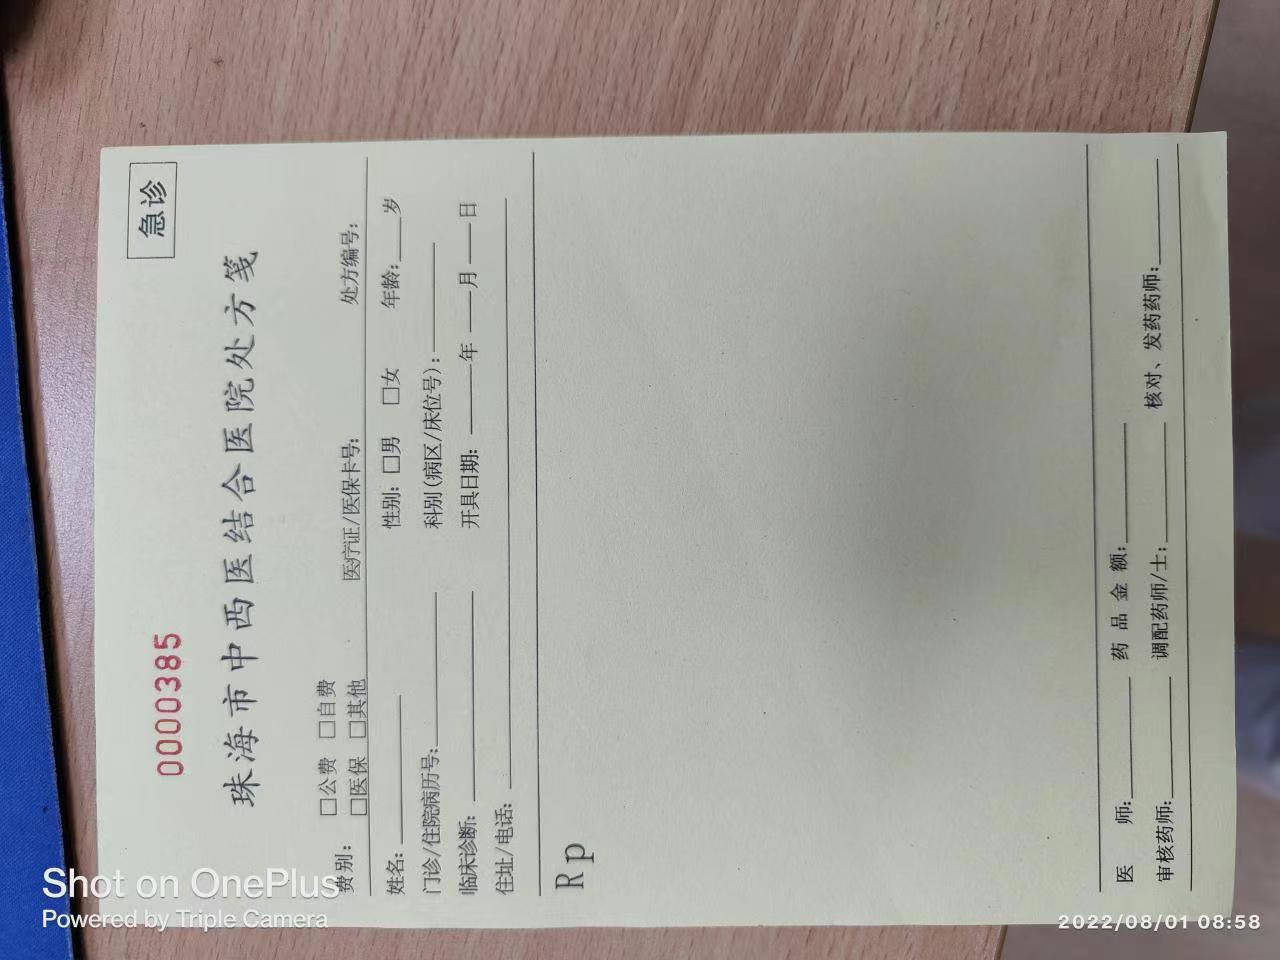 急诊
0000385
珠海市中西医结合医院处方笺
费别： □公费 □自费
□医保 □其他 医疗证/医保卡号： 处方编号：
姓名： 性别：□男 □女 年龄： 岁
门诊/住院病历号： 科别(病区/床位号)：
临床诊断： 开具日期： 年 月 日
住址/电话：
Rp
医 师： 药品金额：
审核药师： 调配药师/士： 核对、发药药师：
Shot on OnePlus
Powered by Triple Camera
2022/08/01 08:58